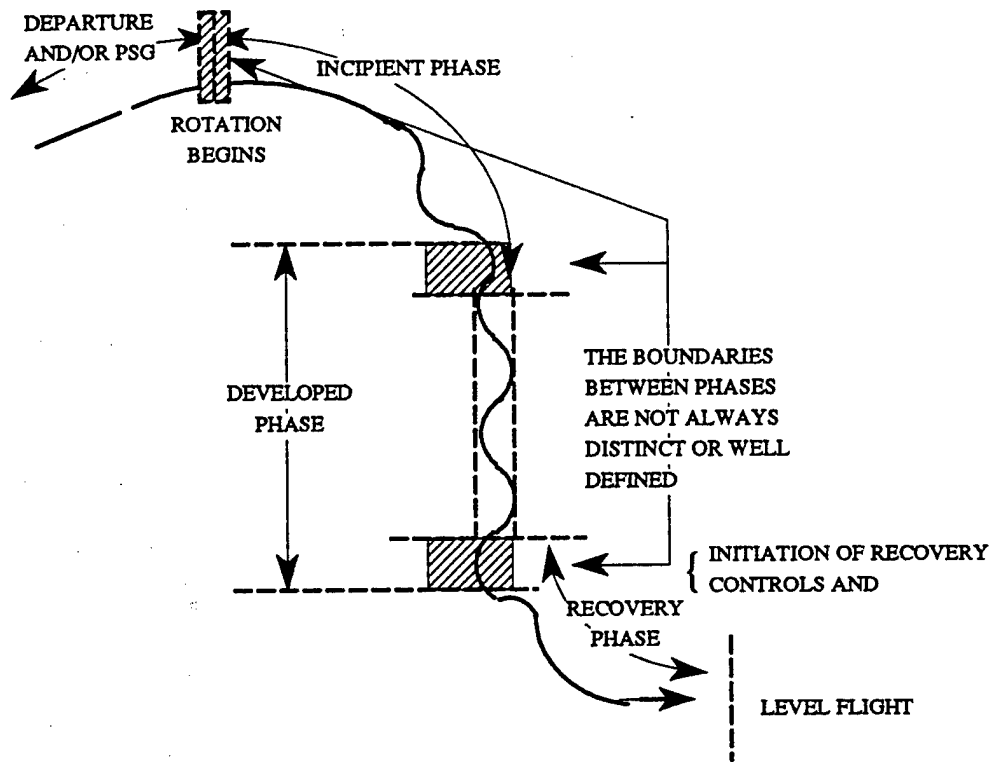 DEPARTURE
AND/OR PSG
INCIPIENT PHASE
ROTATION
BEGINS
DEVELOPED
PHASE
THE BOUNDARIES
BETWEEN PHASES
ARE NOT ALWAYS
DISTINCT OR WELL
DEFINED
INITIATION OF RECOVERY
CONTROLS AND
RECOVERY
PHASE
LEVEL FLIGHT